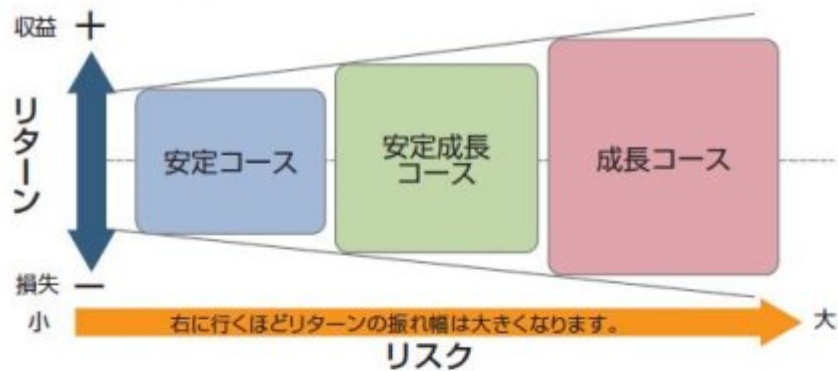 収益 +
リターン
安定コース
安定成長
コース
成長コース
損失 −
小
右に行くほどリターンの振れ幅は大きくなります。
大
リスク